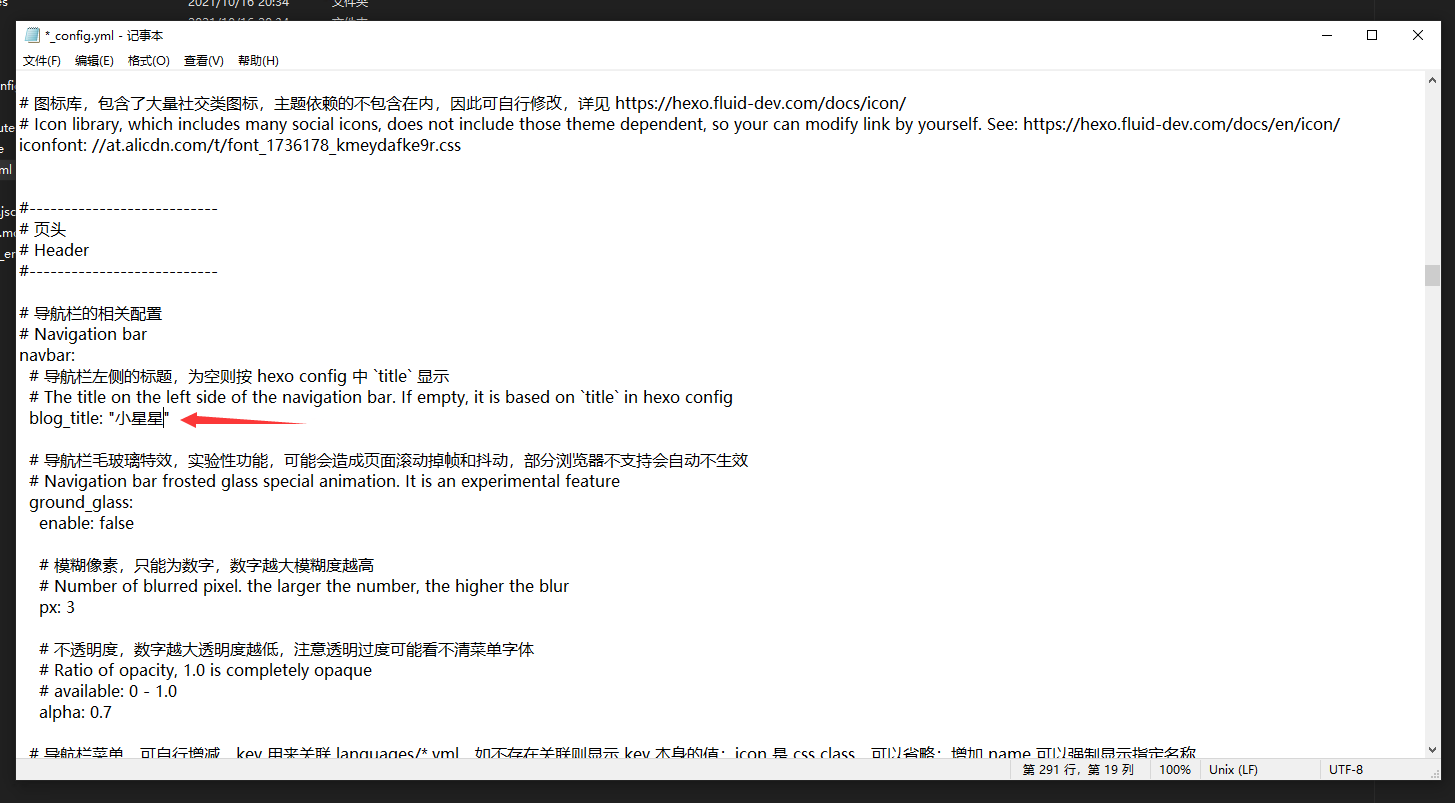 2021/10/16 20:34 文件夹
*_config.yml - 记事本
文件(F) 编辑(E) 格式(O) 查看(V) 帮助(H)
# 图标库，包含了大量社交类图标，主题依赖的不包含在内，因此可自行修改，详见 https://hexo.fluid-dev.com/docs/icon/
# Icon library, which includes many social icons, does not include those theme dependent, so your can modify link by yourself. See: https://hexo.fluid-dev.com/docs/en/icon/
iconfont: //at.alicdn.com/t/font_1736178_kmeydafke9r.css
#---------------------------
# 页头
# Header
#---------------------------
# 导航栏的相关配置
# Navigation bar
navbar:
# 导航栏左侧的标题，为空则按 hexo config 中 `title` 显示
# The title on the left side of the navigation bar. If empty, it is based on `title` in hexo config
blog_title: "小星星"
# 导航栏毛玻璃特效，实验性功能，可能会造成页面滚动掉帧和抖动，部分浏览器不支持会自动不生效
# Navigation bar frosted glass special animation. It is an experimental feature
ground_glass:
enable: false
# 模糊像素，只能为数字，数字越大模糊度越高
# Number of blurred pixel. the larger the number, the higher the blur
px: 3
# 不透明度，数字越大透明度越低，注意透明过度可能看不清菜单字体
# Ratio of opacity, 1.0 is completely opaque
# available: 0 - 1.0
alpha: 0.7
# 导航栏菜单，可自行增减，key 用来关联 languages/*.yml，如不存在关联则显示 key 本身的值；icon 是 css class，可以省略；增加 name 可以强制显示指定名称
第 291 行，第 19 列 100% Unix (LF) UTF-8